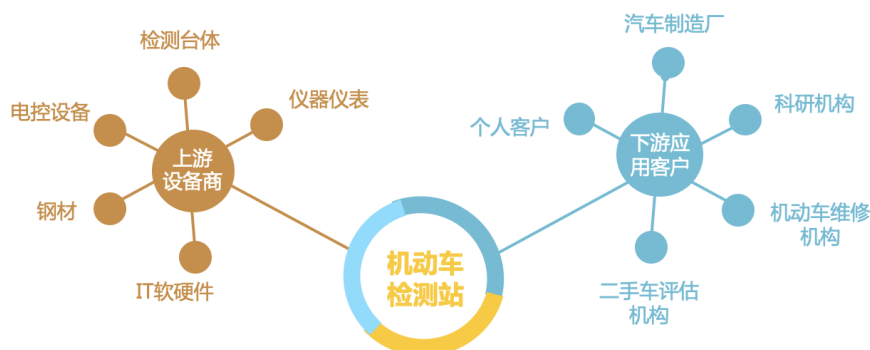 检测台体
电控设备
仪器仪表
上游
设备商
钢材
IT软硬件
机动车
检测站
汽车制造厂
个人客户
科研机构
下游应
用客户
机动车维修
机构
二手车评估
机构